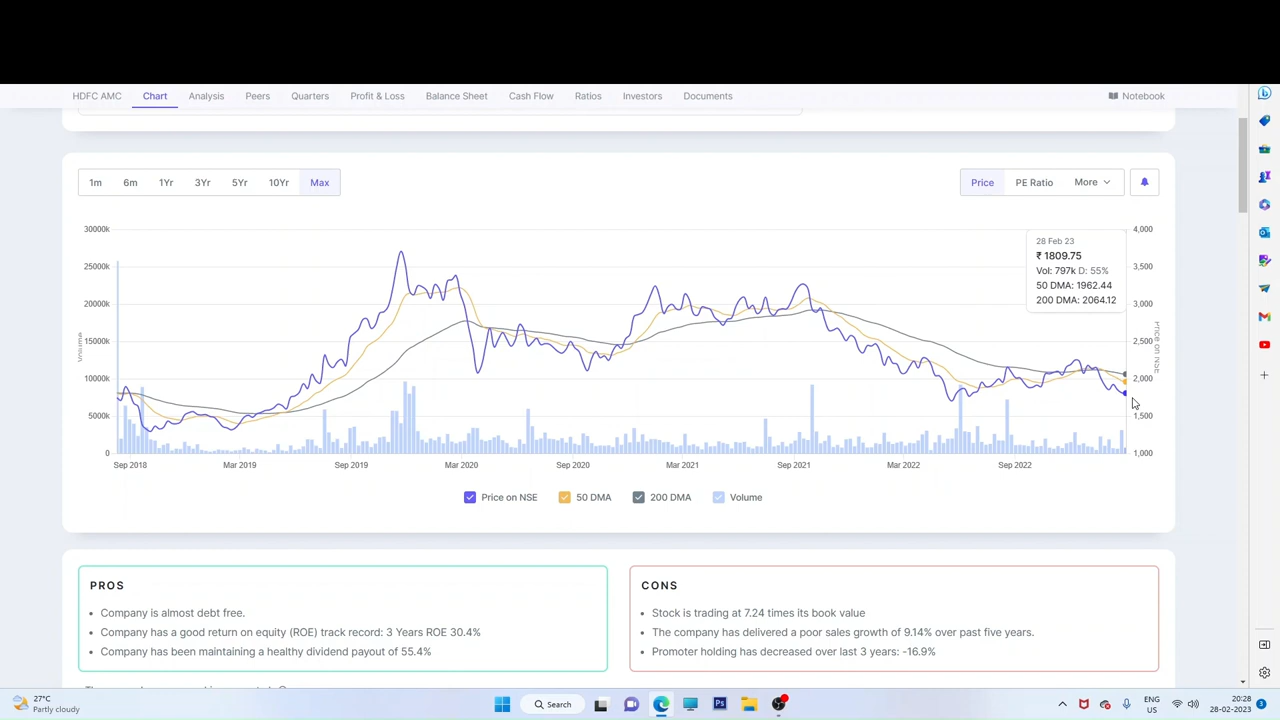 HDFC AMC Chart Analysis Peers Quarters Profit & Loss Balance Sheet Cash Flow Ratios Investors Documents Notebook
1m 6m 1Yr 3Yr 5Yr 10Yr Max Price PE Ratio More
30000k 4,000
25000k 3,500
20000k 3,000
15000k 2,500
10000k 2,000
5000k 1,500
0 1,000
Volume
Price on NSE
28 Feb 23
₹ 1809.75
Vol: 797k D: 55%
50 DMA: 1962.44
200 DMA: 2064.12
Sep 2018 Mar 2019 Sep 2019 Mar 2020 Sep 2020 Mar 2021 Sep 2021 Mar 2022 Sep 2022
Price on NSE 50 DMA 200 DMA Volume
PROS
Company is almost debt free.
Company has a good return on equity (ROE) track record: 3 Years ROE 30.4%
Company has been maintaining a healthy dividend payout of 55.4%
CONS
Stock is trading at 7.24 times its book value
The company has delivered a poor sales growth of 9.14% over past five years.
Promoter holding has decreased over last 3 years: -16.9%
27°C
Partly cloudy
Search
Ps
ENG
US
20:28
28-02-2023
3